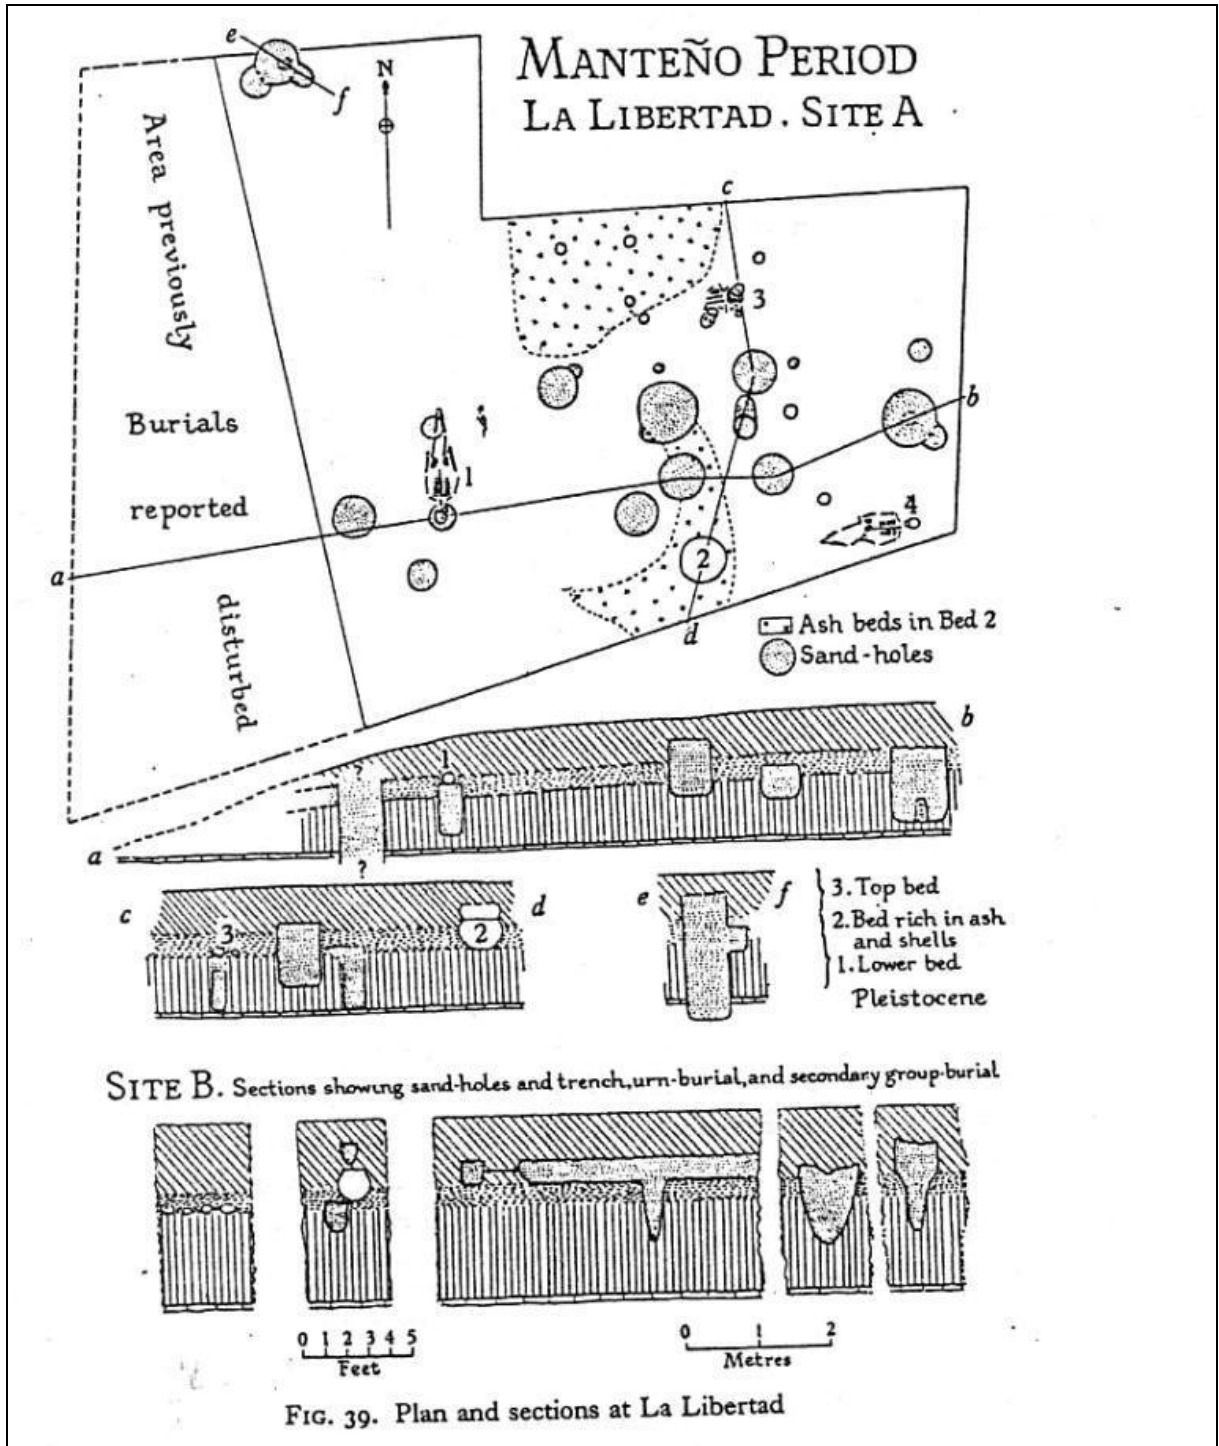 MANTEÑO PERIOD
LA LIBERTAD. SITE A
e
f
N
c
Area previously
3
Burials
b
1
reported
4
a
2
disturbed
d
Ash beds in Bed 2
Sand-holes
b
1
?
a
?
c
3
d
2
e
f
3. Top bed
2. Bed rich in ash
and shells
1. Lower bed
Pleistocene
SITE B. Sections showing sand-holes and trench, urn-burial, and secondary group-burial
0 1 2 3 4 5
Feet
0 1 2
Metres
FIG. 39. Plan and sections at La Libertad